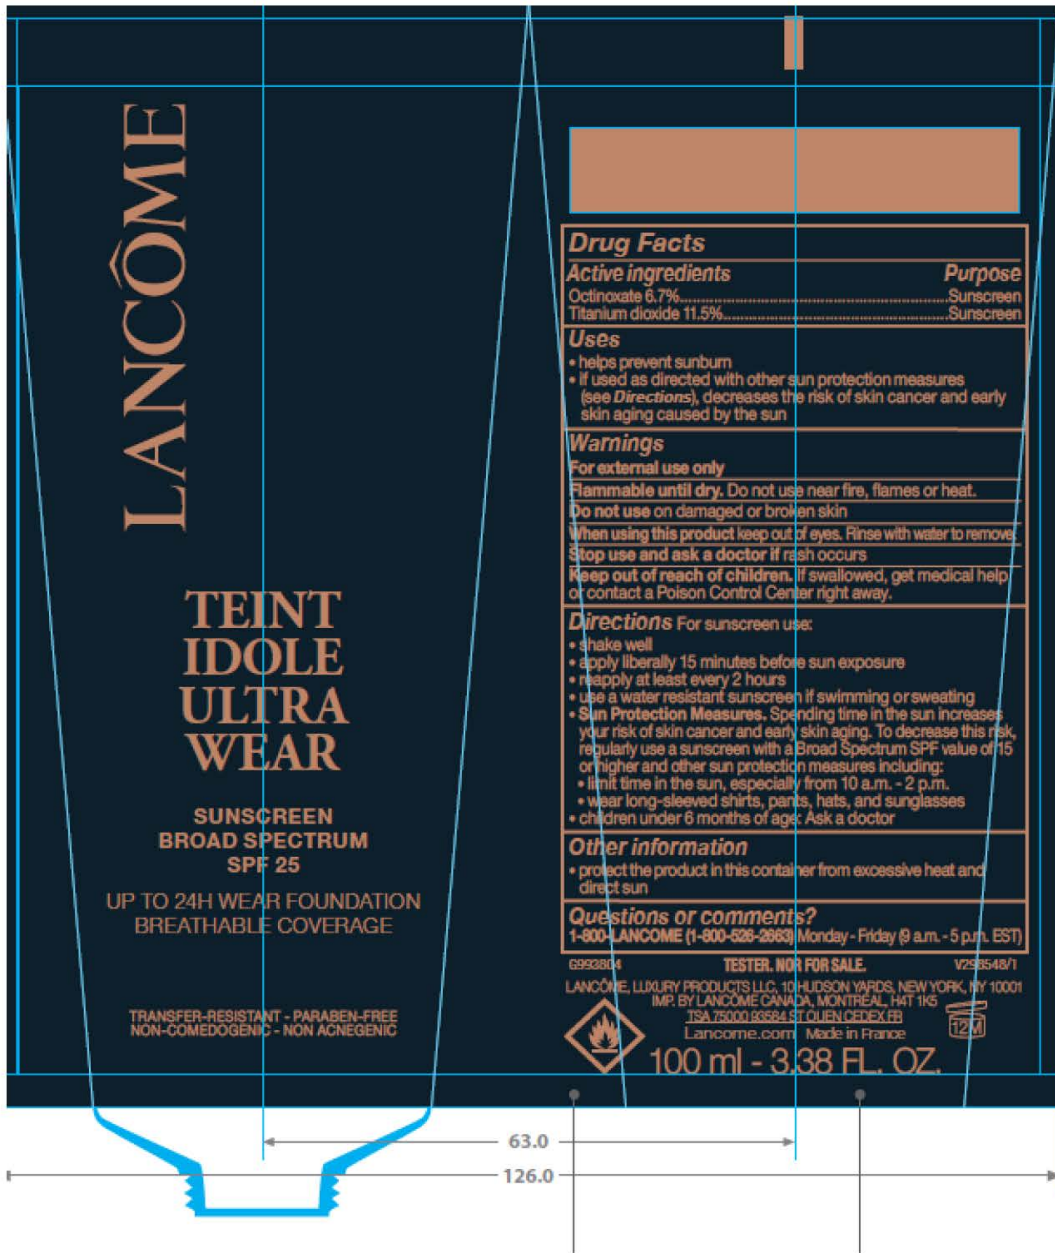 LANCÔME
TEINT
IDOLE
ULTRA
WEAR
SUNSCREEN
BROAD SPECTRUM
SPF 25
UP TO 24H WEAR FOUNDATION
BREATHABLE COVERAGE
TRANSFER-RESISTANT - PARABEN-FREE
NON-COMEDOGENIC - NON ACNEGENIC
Drug Facts
Active ingredients Purpose
Octinoxate 6.7%......................................................................Sunscreen
Titanium dioxide 11.5%...........................................................Sunscreen
Uses
• helps prevent sunburn
• if used as directed with other sun protection measures
(see Directions), decreases the risk of skin cancer and early
skin aging caused by the sun
Warnings
For external use only
Flammable until dry. Do not use near fire, flames or heat.
Do not use on damaged or broken skin
When using this product keep out of eyes. Rinse with water to remove.
Stop use and ask a doctor if rash occurs
Keep out of reach of children. If swallowed, get medical help
or contact a Poison Control Center right away.
Directions For sunscreen use:
• shake well
• apply liberally 15 minutes before sun exposure
• reapply at least every 2 hours
• use a water resistant sunscreen if swimming or sweating
• Sun Protection Measures. Spending time in the sun increases
your risk of skin cancer and early skin aging. To decrease this risk,
regularly use a sunscreen with a Broad Spectrum SPF value of 15
or higher and other sun protection measures including:
• limit time in the sun, especially from 10 a.m. - 2 p.m.
• wear long-sleeved shirts, pants, hats, and sunglasses
• children under 6 months of age: Ask a doctor
Other information
• protect the product in this container from excessive heat and
direct sun
Questions or comments?
1-800-LANCOME (1-800-526-2663) Monday - Friday (9 a.m. - 5 p.m. EST)
G993804 TESTER. NOR FOR SALE. V298548/1
LANCÔME, LUXURY PRODUCTS LLC, 10 HUDSON YARDS, NEW YORK, NY 10001
IMP. BY LANCÔME CANADA, MONTRÉAL, H4T 1K5
TSA 75000 93584 ST OUEN CEDEX FR
Lancome.com Made in France
12M
100 ml - 3.38 FL. OZ.
63.0
126.0